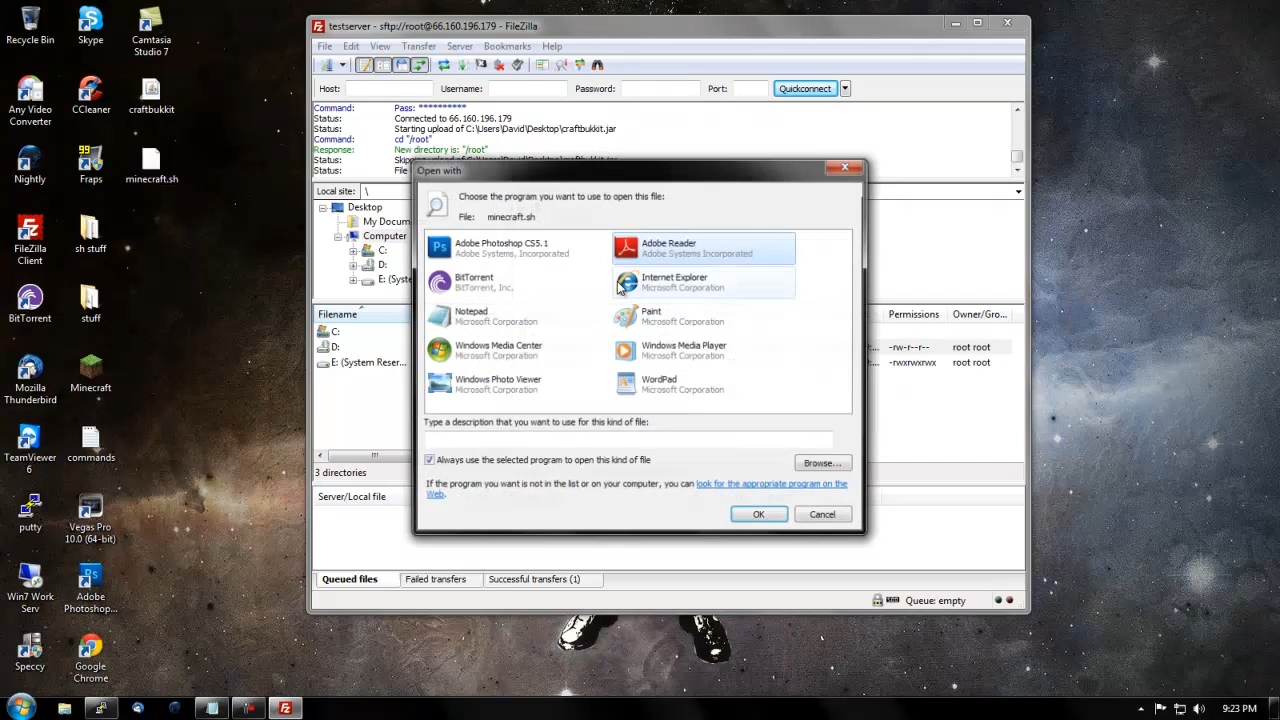 testserver - sftp://root@66.160.196.179 - FileZilla
File Edit View Transfer Server Bookmarks Help
Host: Username: Password: Port: Quickconnect
Command: Pass: **********
Status: Connected to 66.160.196.179
Status: Starting upload of C:\Users\David\Desktop\craftbukkit.jar
Command: cd "/root"
Response: New directory is: "/root"
Status:
Status: File
Local site: \
Desktop
My Docum
Computer
C:
D:
E: (S
Filename
C:
D:
E: (System Reser...
3 directories
Server/Local file
Permissions Owner/Gro...
-rw-r--r-- root root
-rwxrwxrwx root root
Queued files Failed transfers Successful transfers (1)
Queue: empty
Open with
Choose the program you want to use to open this file:
File: minecraft.sh
Adobe Photoshop CS5.1
Adobe Systems, Incorporated
Adobe Reader
Adobe Systems Incorporated
BitTorrent
BitTorrent, Inc.
Internet Explorer
Microsoft Corporation
Notepad
Microsoft Corporation
Paint
Microsoft Corporation
Windows Media Center
Microsoft Corporation
Windows Media Player
Microsoft Corporation
Windows Photo Viewer
Microsoft Corporation
WordPad
Microsoft Corporation
Type a description that you want to use for this kind of file:
Always use the selected program to open this kind of file
Browse...
If the program you want is not in the list or on your computer, you can look for the appropriate program on the
Web.
OK Cancel
Recycle Bin
Skype
Camtasia
Studio 7
Any Video
Converter
CCleaner
craftbukkit
Nightly
99
Fraps
minecraft.sh
FileZilla
Client
sh stuff
BitTorrent
stuff
Mozilla
Thunderbird
Minecraft
TeamViewer
6
commands
putty
Vegas Pro
10.0 (64-bit)
Win7 Work
Serv
Ps
Adobe
Photoshop...
Speccy
Google
Chrome
9:23 PM